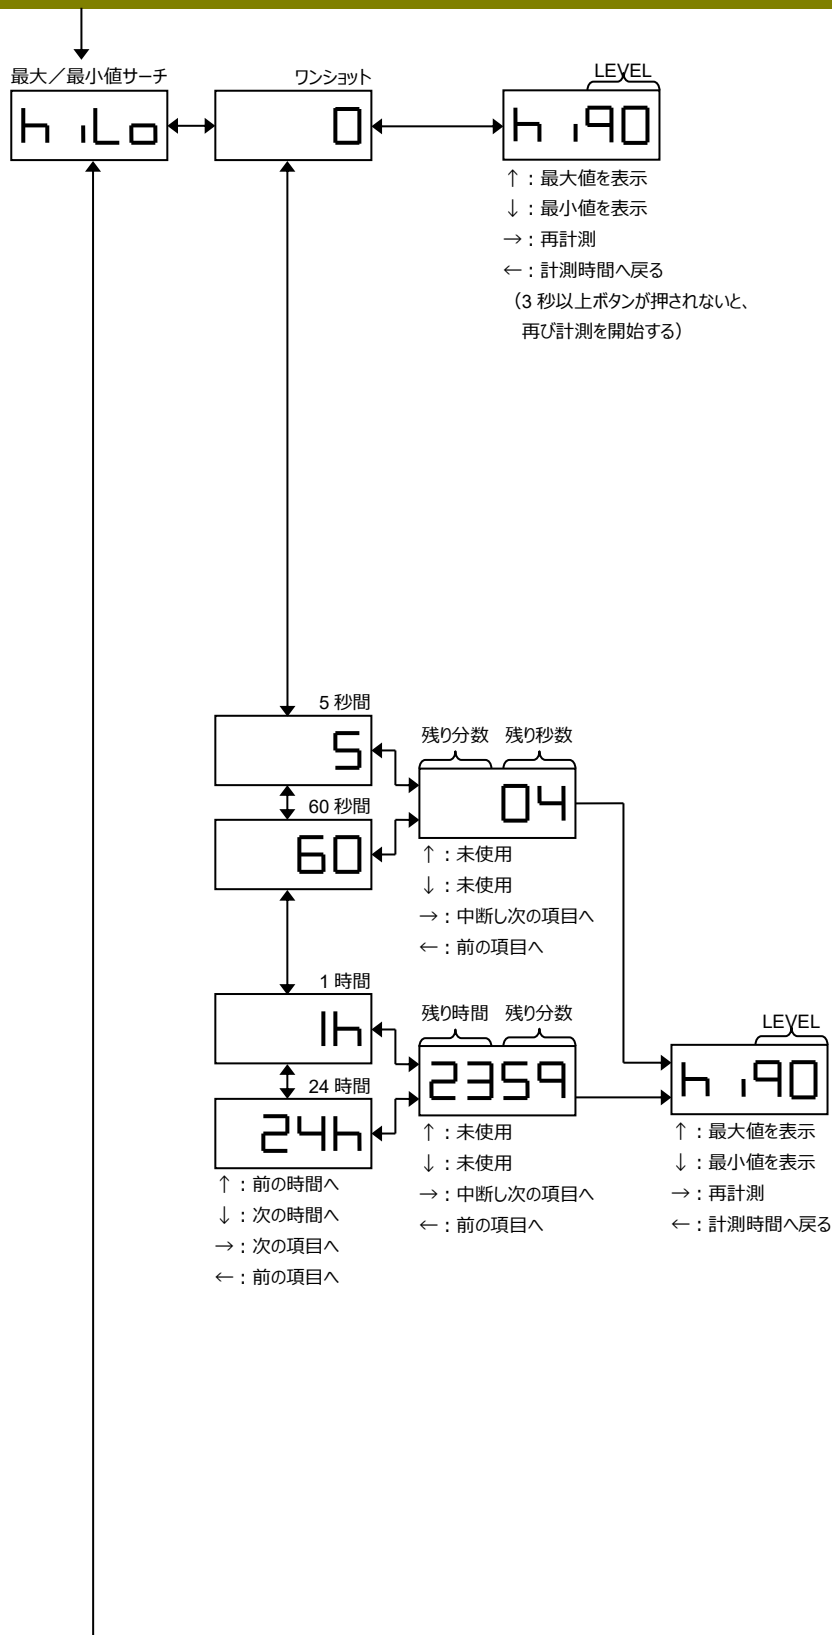 最大／最小値サーチ
ワンショット
LEVEL
hiLo
0
hi90
↑：最大値を表示
↓：最小値を表示
→：再計測
←：計測時間へ戻る
（3 秒以上ボタンが押されないと、
再び計測を開始する）
5 秒間
5
残り分数 残り秒数
04
60 秒間
60
↑：未使用
↓：未使用
→：中断し次の項目へ
←：前の項目へ
1 時間
1h
残り時間 残り分数
2359
LEVEL
hi90
24 時間
24h
↑：前の時間へ
↓：次の時間へ
→：次の項目へ
←：前の項目へ
↑：未使用
↓：未使用
→：中断し次の項目へ
←：前の項目へ
↑：最大値を表示
↓：最小値を表示
→：再計測
←：計測時間へ戻る